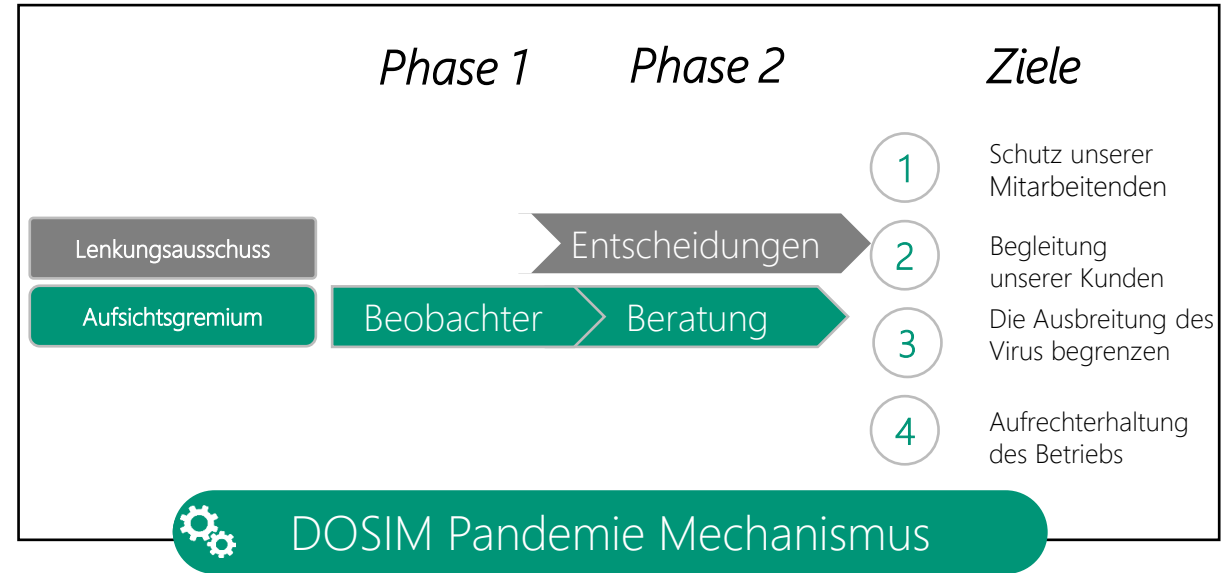 Phase 1
Phase 2
Ziele
1
Schutz unserer
Mitarbeitenden
Lenkungsausschuss
Entscheidungen
2
Begleitung
unserer Kunden
Aufsichtsgremium
Beobachter
Beratung
3
Die Ausbreitung des
Virus begrenzen
4
Aufrechterhaltung
des Betriebs
DOSIM Pandemie Mechanismus